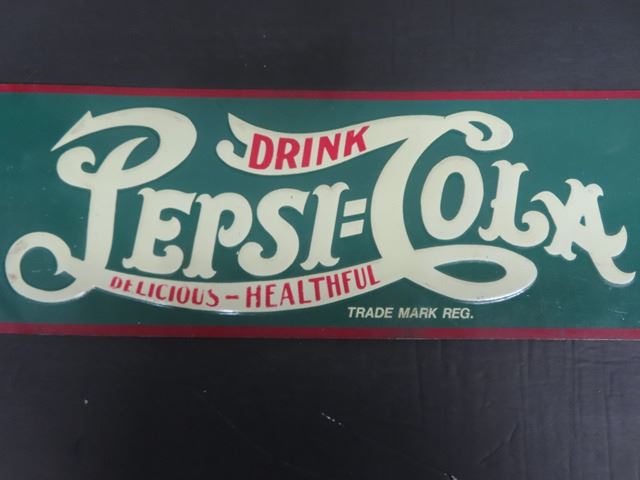 DRINK
PEPSI=COLA
DELICIOUS - HEALTHFUL
TRADE MARK REG.